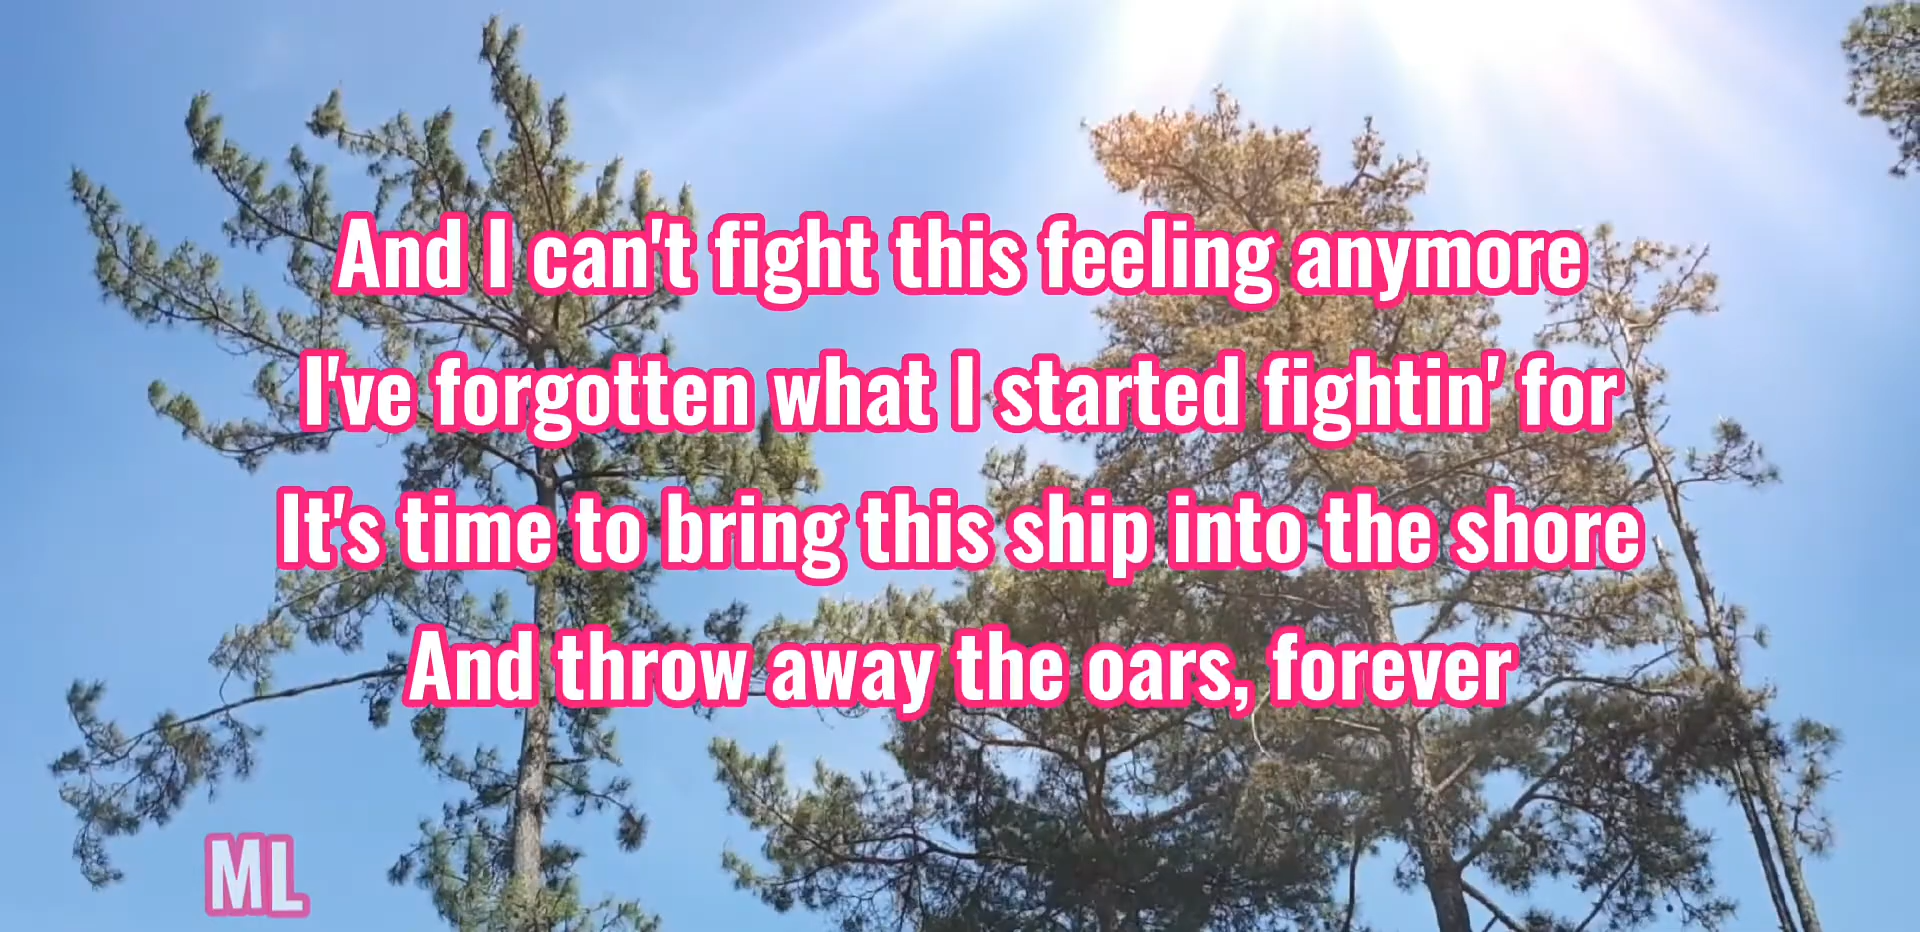 And I can't fight this feeling anymore
I've forgotten what I started fightin' for
It's time to bring this ship into the shore
And throw away the oars, forever
ML